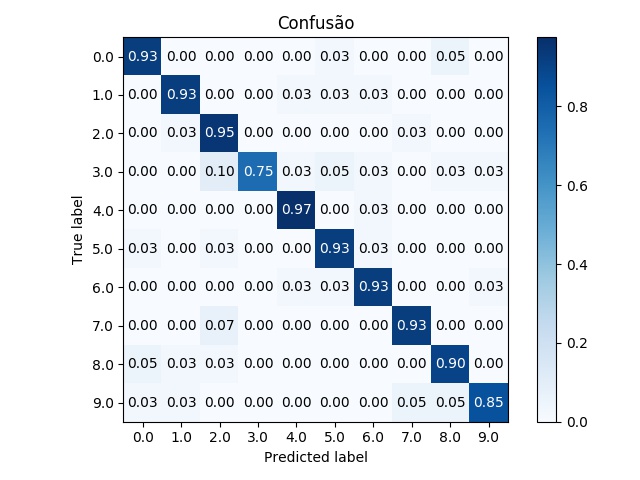 Confusão
0.0 0.93 0.00 0.00 0.00 0.00 0.03 0.00 0.00 0.05 0.00
1.0 0.00 0.93 0.00 0.00 0.03 0.03 0.03 0.00 0.00 0.00
2.0 0.00 0.03 0.95 0.00 0.00 0.00 0.00 0.03 0.00 0.00
3.0 0.00 0.00 0.10 0.75 0.03 0.05 0.03 0.00 0.03 0.03
4.0 0.00 0.00 0.00 0.00 0.97 0.00 0.03 0.00 0.00 0.00
5.0 0.03 0.00 0.03 0.00 0.00 0.93 0.03 0.00 0.00 0.00
6.0 0.00 0.00 0.00 0.00 0.03 0.03 0.93 0.00 0.00 0.03
7.0 0.00 0.00 0.07 0.00 0.00 0.00 0.00 0.93 0.00 0.00
8.0 0.05 0.03 0.03 0.00 0.00 0.00 0.00 0.00 0.90 0.00
9.0 0.03 0.03 0.00 0.00 0.00 0.00 0.00 0.05 0.05 0.85
0.0 1.0 2.0 3.0 4.0 5.0 6.0 7.0 8.0 9.0
Predicted label
True label
0.8
0.6
0.4
0.2
0.0